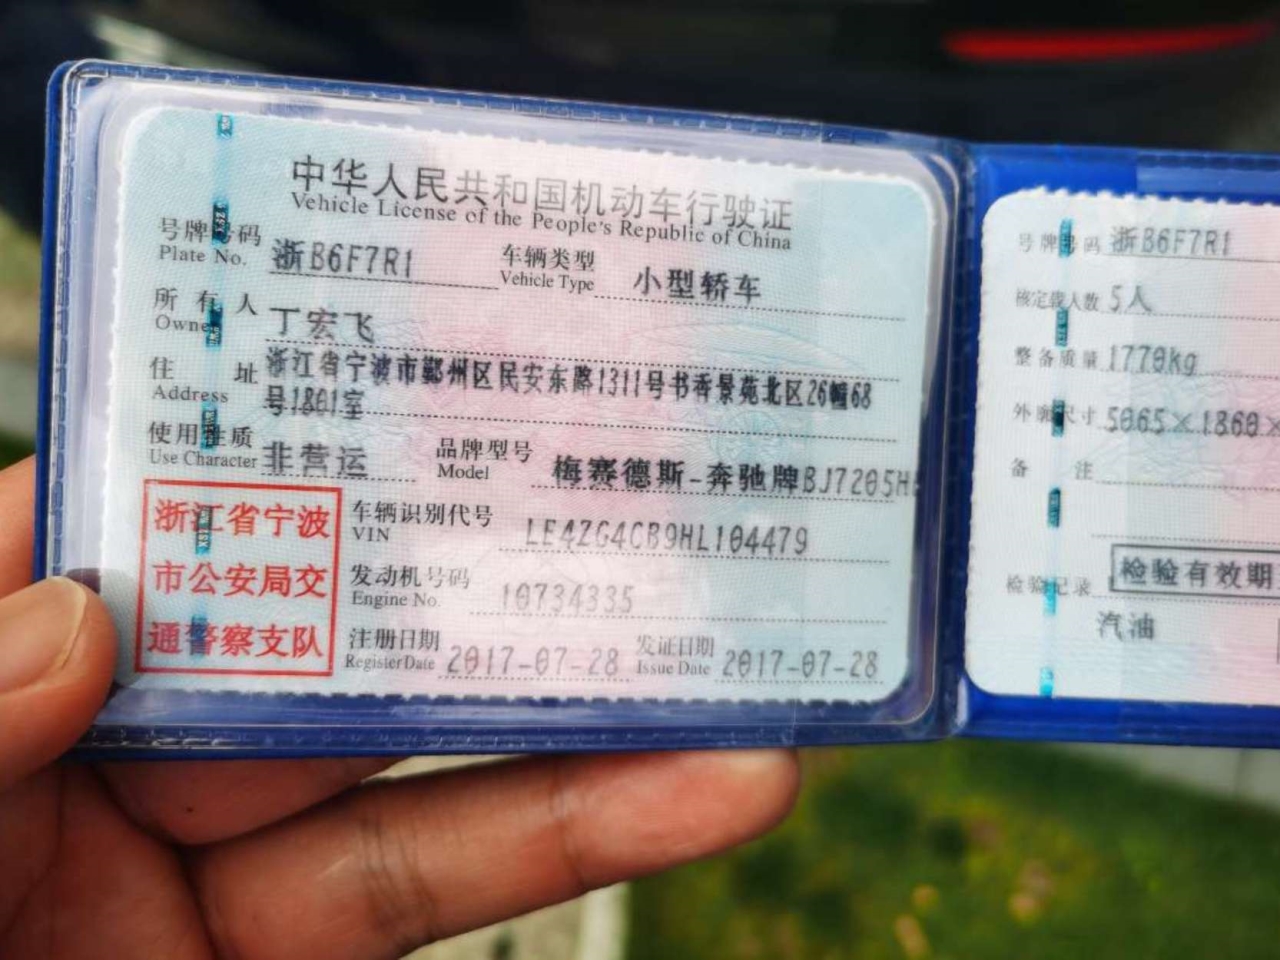 中华人民共和国机动车行驶证
Vehicle License of the People's Republic of China
号牌号码 浙B6F7R1 车辆类型 小型轿车
Plate No. Vehicle Type
所有人 丁宏飞
Owner
住址 浙江省宁波市鄞州区民安东路1311号书香景苑北区26幢68
Address 号1801室
使用性质 非营运 品牌型号 梅赛德斯-奔驰牌BJ7205H
Use Character Model
浙江省宁波
市公安局交
通警察支队
车辆识别代号 LE4ZG4CB9HL104479
VIN
发动机号码 10734335
Engine No.
注册日期 2017-07-28 发证日期 2017-07-28
Register Date Issue Date
号牌号码 浙B6F7R1
核定载人数 5人
整备质量 1770kg
外廓尺寸 5065×1860×
备注
检验记录 检验有效期
汽油